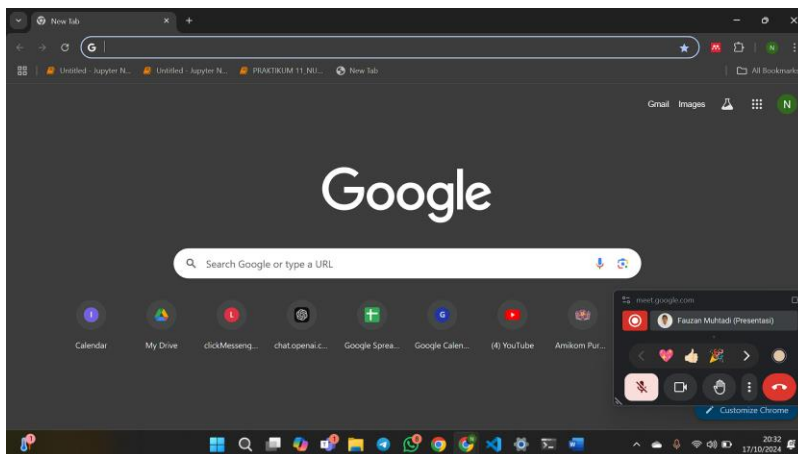 New Tab
G
Untitled - Jupyter N...
Untitled - Jupyter N...
PRAKTIKUM 11_NU...
New Tab
All Bookmarks
Gmail
Images
N
Google
Search Google or type a URL
Calendar
My Drive
clickMesseng...
chat.openai.c...
Google Sprea...
Google Calen...
(4) YouTube
Amikom Pur...
meet.google.com
Fauzan Muhtadi (Presentasi)
Customize Chrome
20:32
17/10/2024